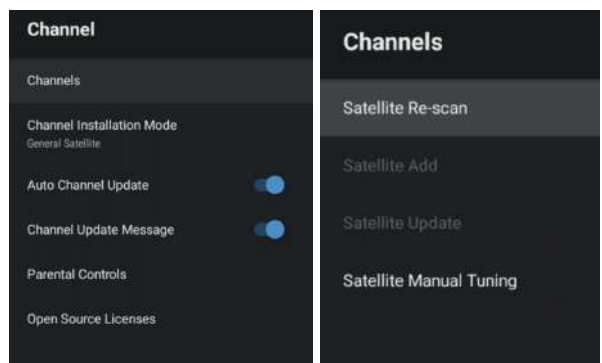 Channel
Channels
Channel Installation Mode
General Satellite
Auto Channel Update
Channel Update Message
Parental Controls
Open Source Licenses
Channels
Satellite Re-scan
Satellite Add
Satellite Update
Satellite Manual Tuning